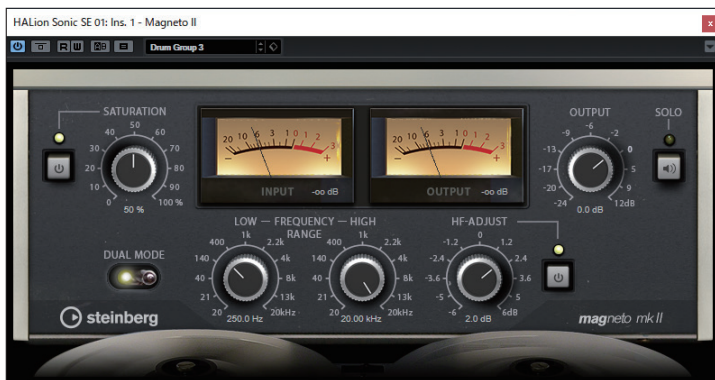 HALion Sonic SE 01: Ins. 1 - Magneto II
x
R W Drum Group 3
SATURATION
0 10 20 30 40 50 60 70 80 90 100 %
50 %
20 10 6 3 1 0 1 2 3
- +
INPUT -oo dB
20 10 6 3 1 0 1 2 3
- +
OUTPUT -oo dB
OUTPUT
-24 -20 -17 -13 -9 -6 -2 0 5 9 12dB
0.0 dB
SOLO
DUAL MODE
LOW — FREQUENCY — HIGH
RANGE
20 21 40 140 400 1k 2.2k 4k 8k 13k 20kHz
250.0 Hz
20 21 40 140 400 1k 2.2k 4k 8k 13k 20kHz
20.00 kHz
HF-ADJUST
-6 -5 -3.6 -2.4 -1.2 0 1.2 2.4 3.6 5 6dB
2.0 dB
steinberg
magneto mk II